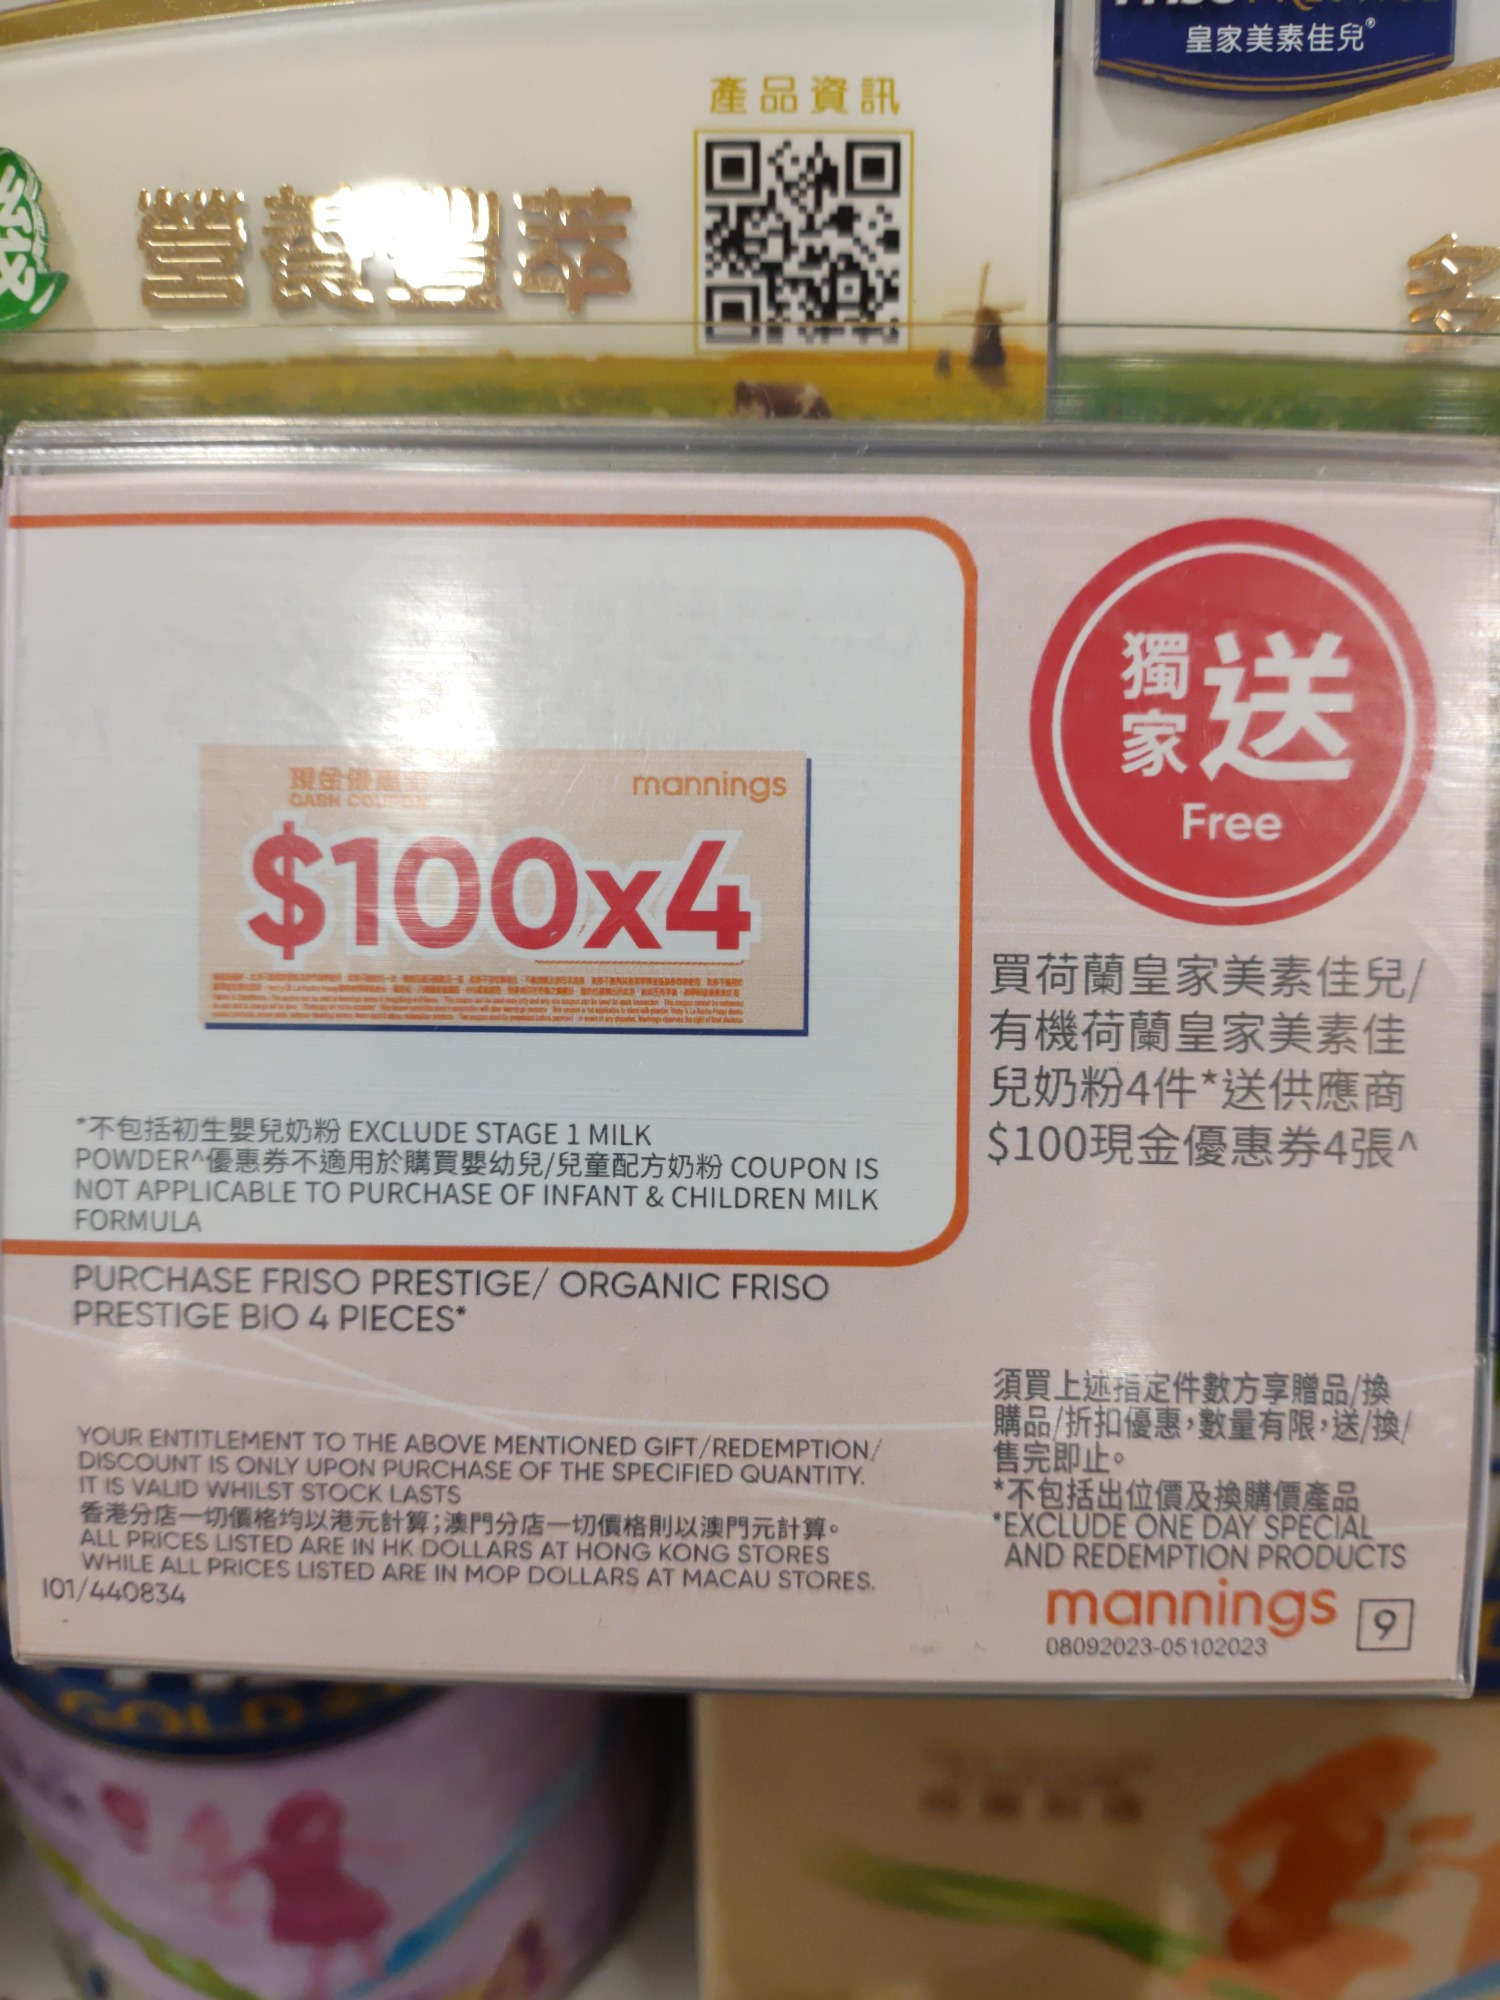 皇家美素佳兒®
產品資訊
營養
萃
多
mannings
現金優惠券
CASH COUPON
$100x4
獨家送
Free
買荷蘭皇家美素佳兒/
有機荷蘭皇家美素佳
兒奶粉4件*送供應商
$100現金優惠券4張^
*不包括初生嬰兒奶粉 EXCLUDE STAGE 1 MILK
POWDER^優惠券不適用於購買嬰幼兒/兒童配方奶粉 COUPON IS
NOT APPLICABLE TO PURCHASE OF INFANT & CHILDREN MILK
FORMULA
PURCHASE FRISO PRESTIGE/ ORGANIC FRISO
PRESTIGE BIO 4 PIECES*
須買上述指定件數方享贈品/換
購品/折扣優惠，數量有限，送/換/
售完即止。
*不包括出位價及換購價產品
*EXCLUDE ONE DAY SPECIAL
AND REDEMPTION PRODUCTS
YOUR ENTITLEMENT TO THE ABOVE MENTIONED GIFT/REDEMPTION/
DISCOUNT IS ONLY UPON PURCHASE OF THE SPECIFIED QUANTITY.
IT IS VALID WHILST STOCK LASTS
香港分店一切價格均以港元計算；澳門分店一切價格則以澳門元計算。
ALL PRICES LISTED ARE IN HK DOLLARS AT HONG KONG STORES
WHILE ALL PRICES LISTED ARE IN MOP DOLLARS AT MACAU STORES.
101/440834
mannings
08092023-05102023
9
GOLD